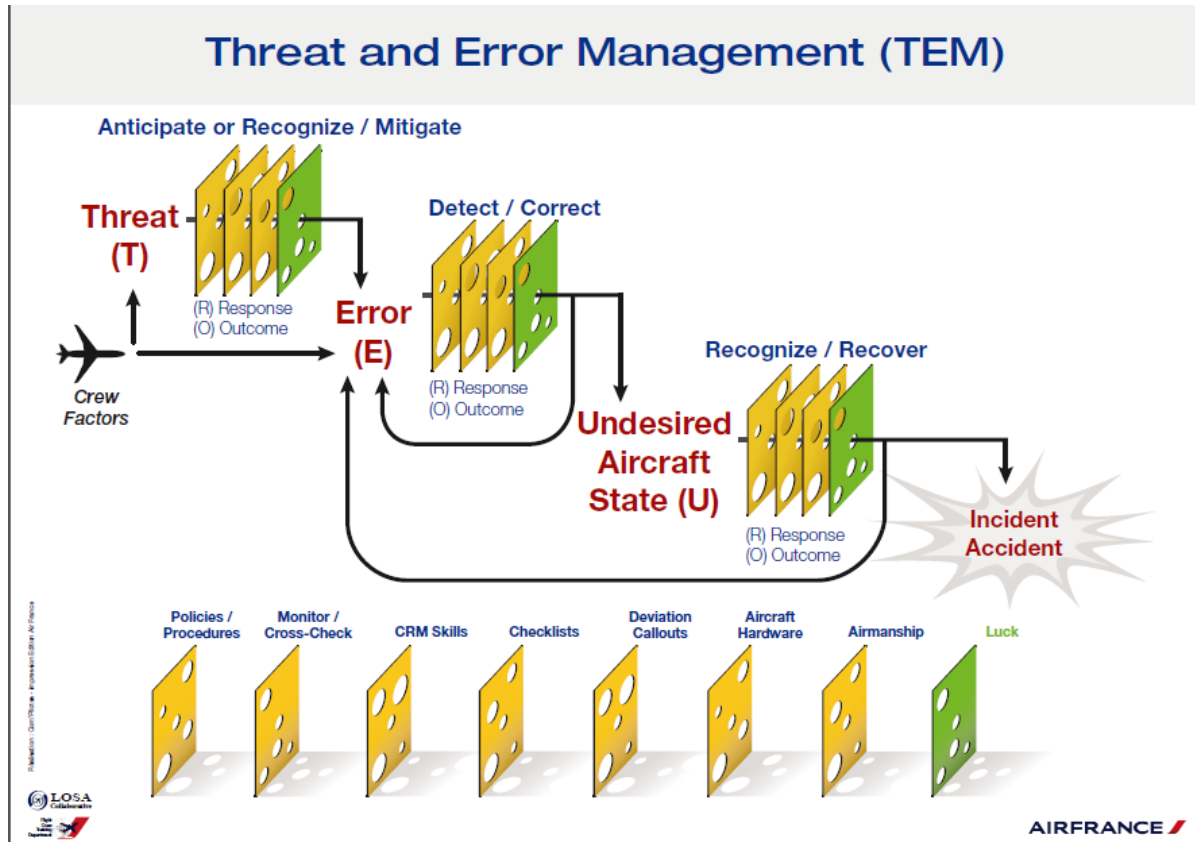 Threat and Error Management (TEM)
Anticipate or Recognize / Mitigate
Threat
(T)
(R) Response
(O) Outcome
Detect / Correct
Error
(E)
(R) Response
(O) Outcome
Crew
Factors
Recognize / Recover
Undesired
Aircraft
State (U)
(R) Response
(O) Outcome
Incident
Accident
Policies /
Procedures
Monitor /
Cross-Check
CRM Skills
Checklists
Deviation
Callouts
Aircraft
Hardware
Airmanship
Luck
LOSA
Collaborative
AIRFRANCE